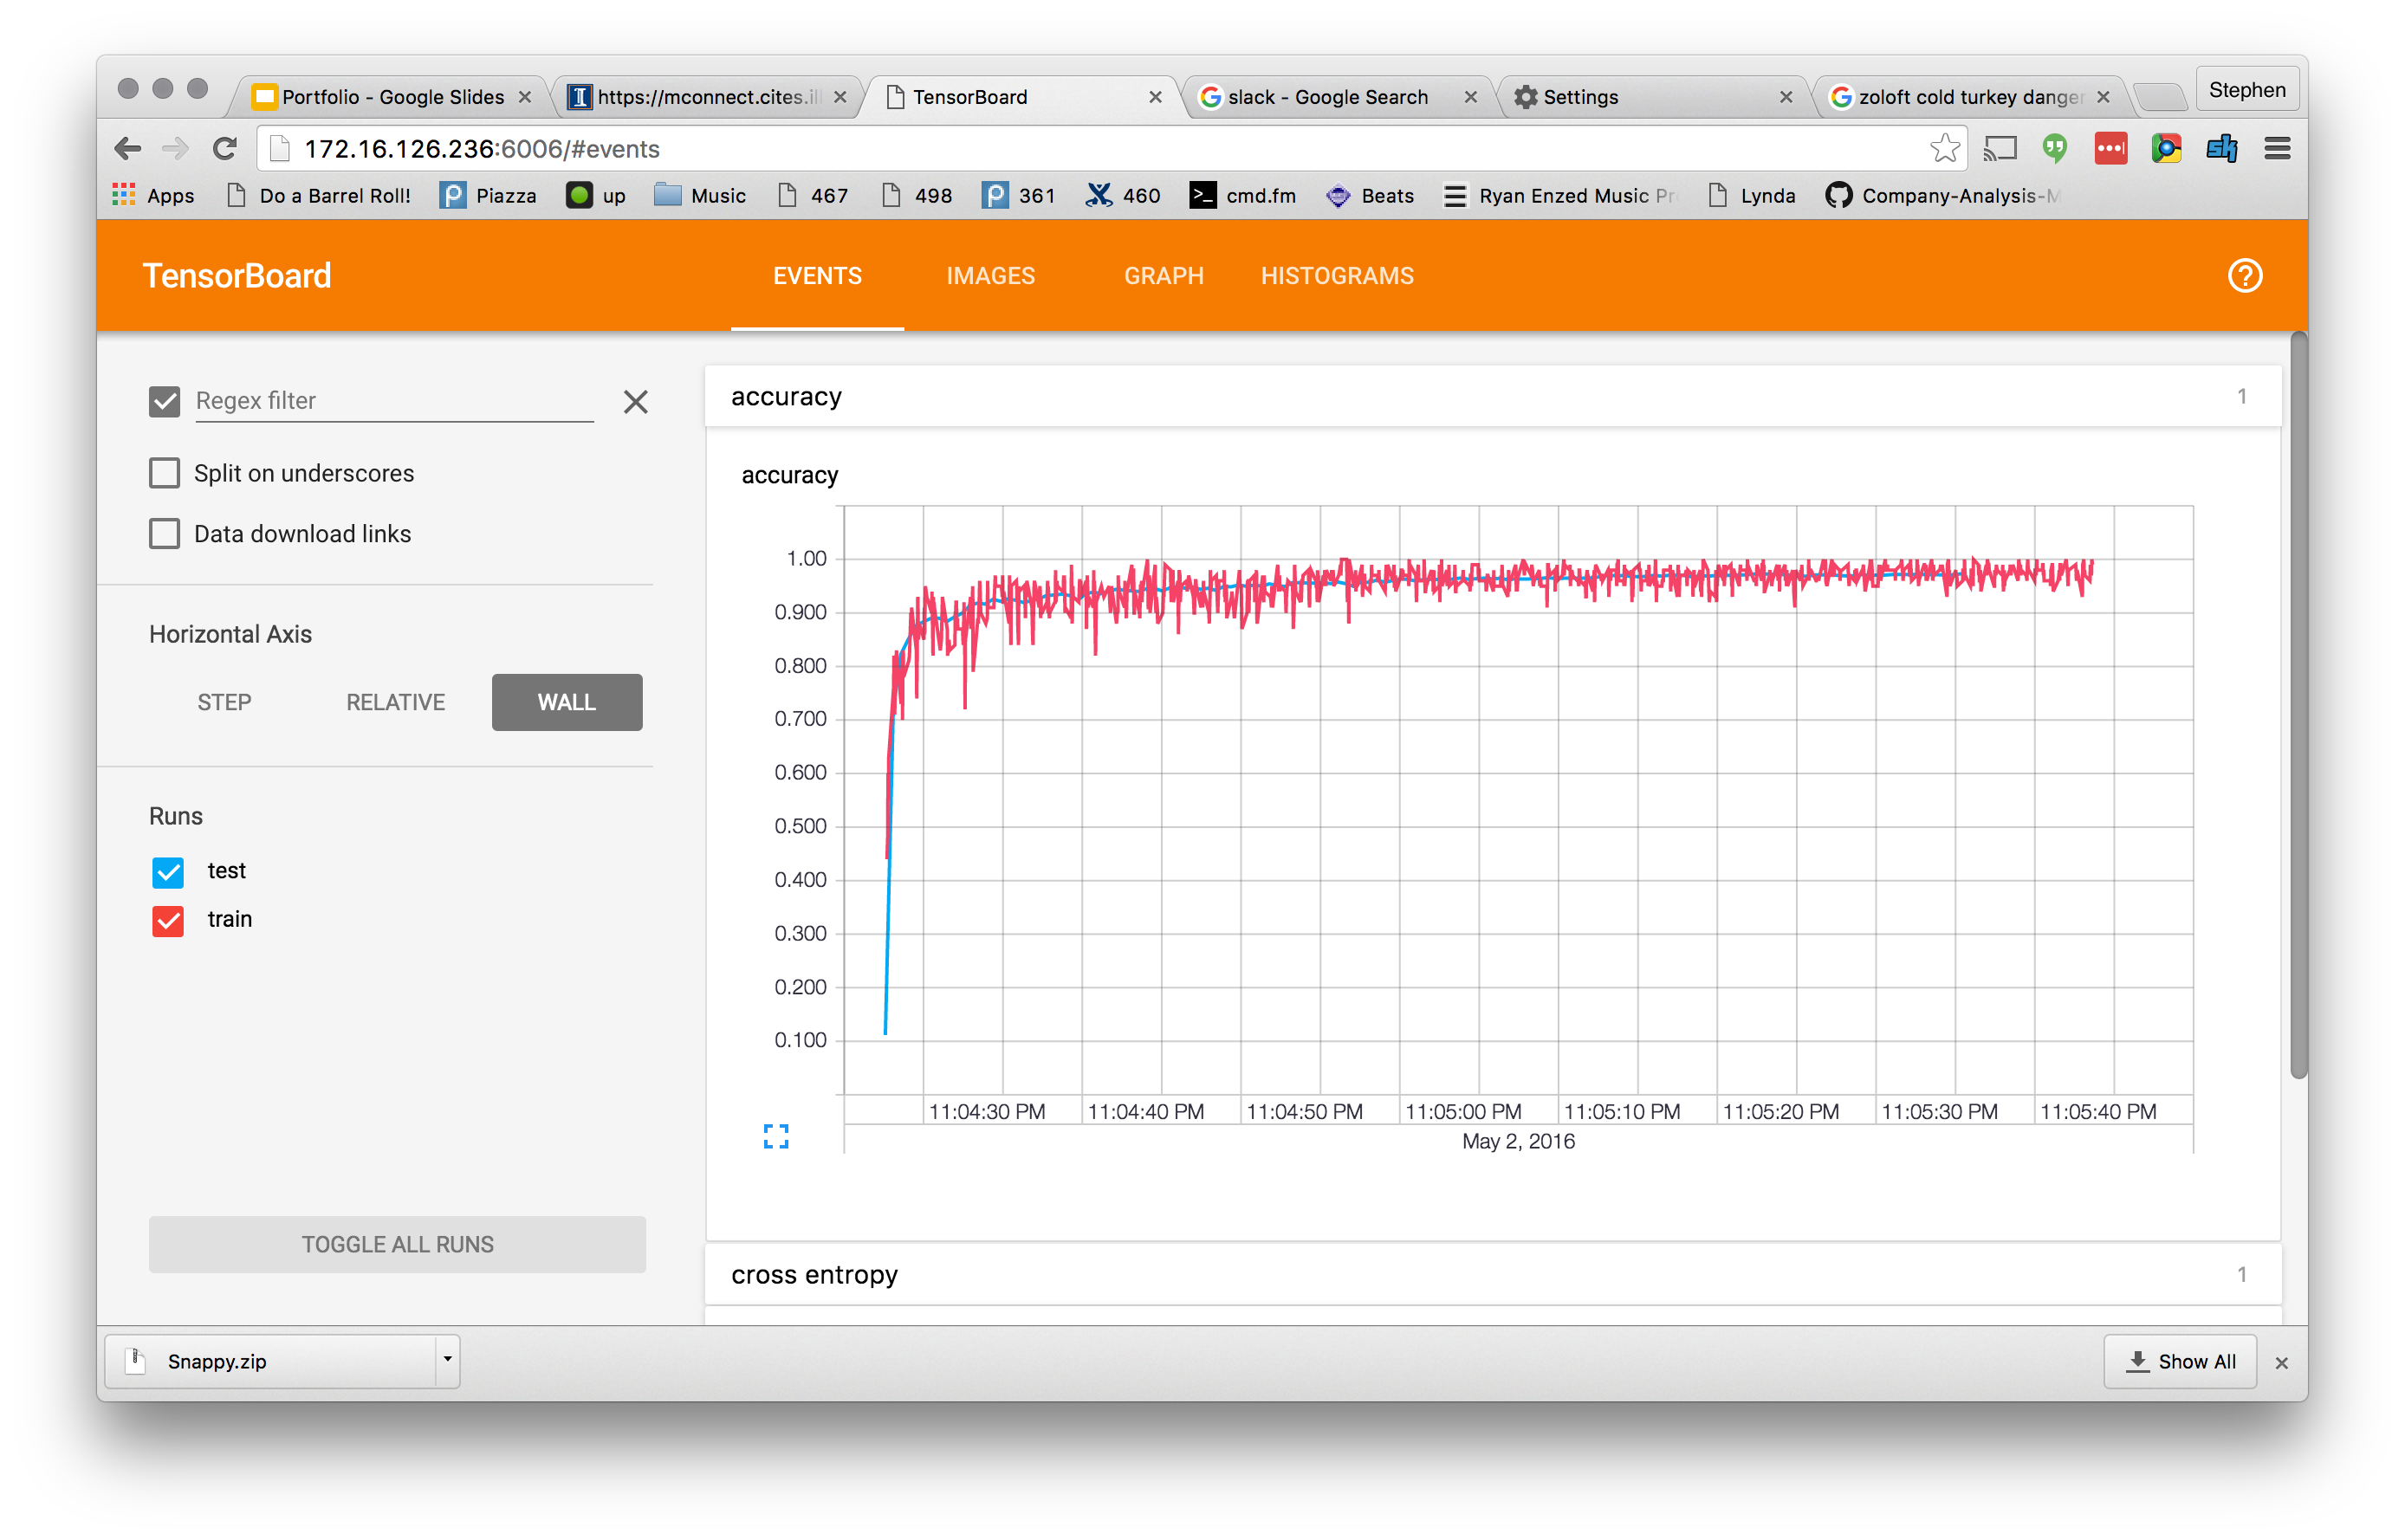 Portfolio - Google Slides
https://mconnect.cites.ill
TensorBoard
slack - Google Search
Settings
zoloft cold turkey danger
Stephen
172.16.126.236:6006/#events
Apps
Do a Barrel Roll!
Piazza
up
Music
467
498
361
460
cmd.fm
Beats
Ryan Enzed Music Pr
Lynda
Company-Analysis-M
TensorBoard
EVENTS
IMAGES
GRAPH
HISTOGRAMS
Regex filter
Split on underscores
Data download links
Horizontal Axis
STEP
RELATIVE
WALL
Runs
test
train
TOGGLE ALL RUNS
accuracy
1
accuracy
1.00
0.900
0.800
0.700
0.600
0.500
0.400
0.300
0.200
0.100
11:04:30 PM
11:04:40 PM
11:04:50 PM
11:05:00 PM
11:05:10 PM
11:05:20 PM
11:05:30 PM
11:05:40 PM
May 2, 2016
cross entropy
1
Snappy.zip
Show All